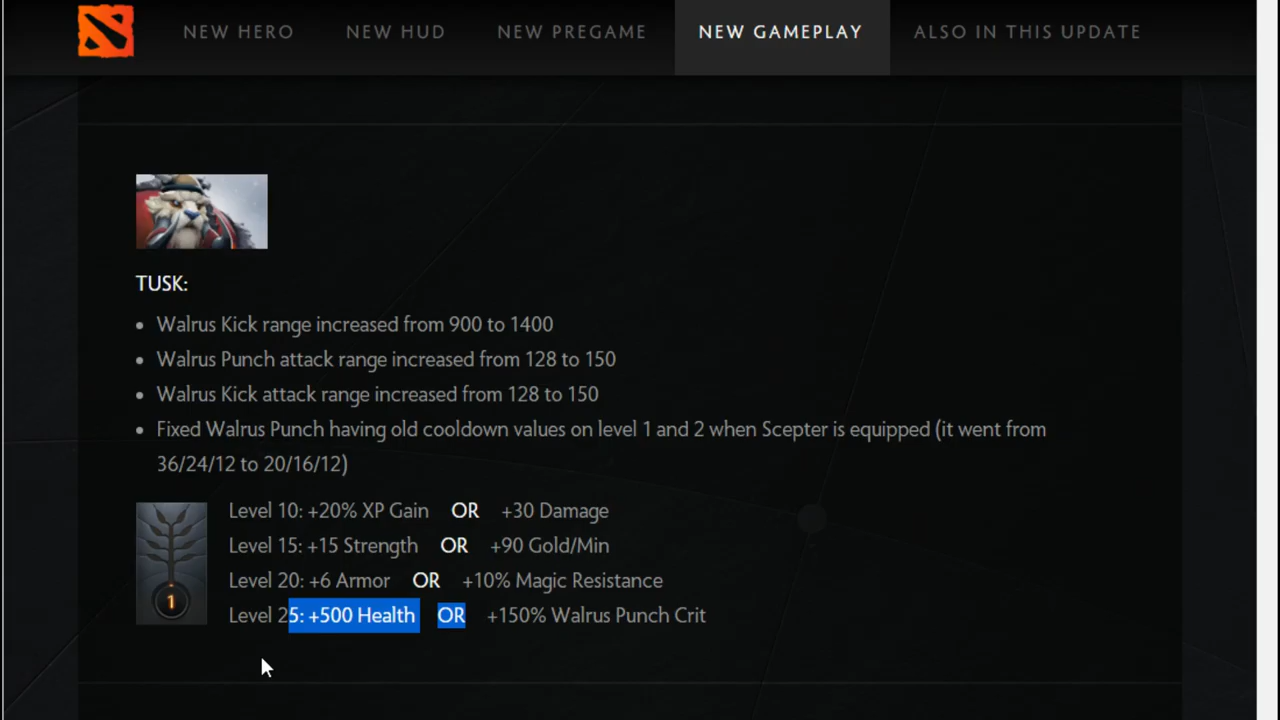 NEW HERO NEW HUD NEW PREGAME NEW GAMEPLAY ALSO IN THIS UPDATE
TUSK:
• Walrus Kick range increased from 900 to 1400
• Walrus Punch attack range increased from 128 to 150
• Walrus Kick attack range increased from 128 to 150
• Fixed Walrus Punch having old cooldown values on level 1 and 2 when Scepter is equipped (it went from
36/24/12 to 20/16/12)
Level 10: +20% XP Gain OR +30 Damage
Level 15: +15 Strength OR +90 Gold/Min
Level 20: +6 Armor OR +10% Magic Resistance
1 Level 25: +500 Health OR +150% Walrus Punch Crit